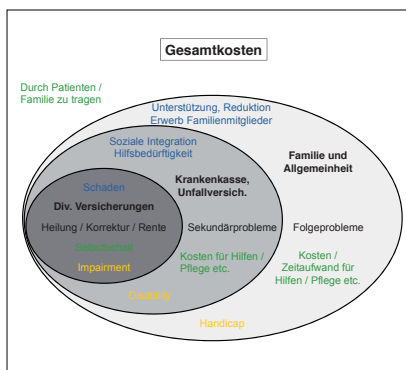 Gesamtkosten
Durch Patienten /
Familie zu tragen
Unterstützung, Reduktion
Erwerb Familienmitglieder
Soziale Integration
Hilfsbedürftigkeit
Familie und
Allgemeinheit
Krankenkasse,
Unfallversich.
Schaden
Div. Versicherungen
Heilung / Korrektur / Rente
Sekundärprobleme
Folgeprobleme
Selbstbehalt
Kosten für Hilfen /
Pflege etc.
Kosten /
Zeitaufwand für
Hilfen / Pflege etc.
Impairment
Disability
Handicap